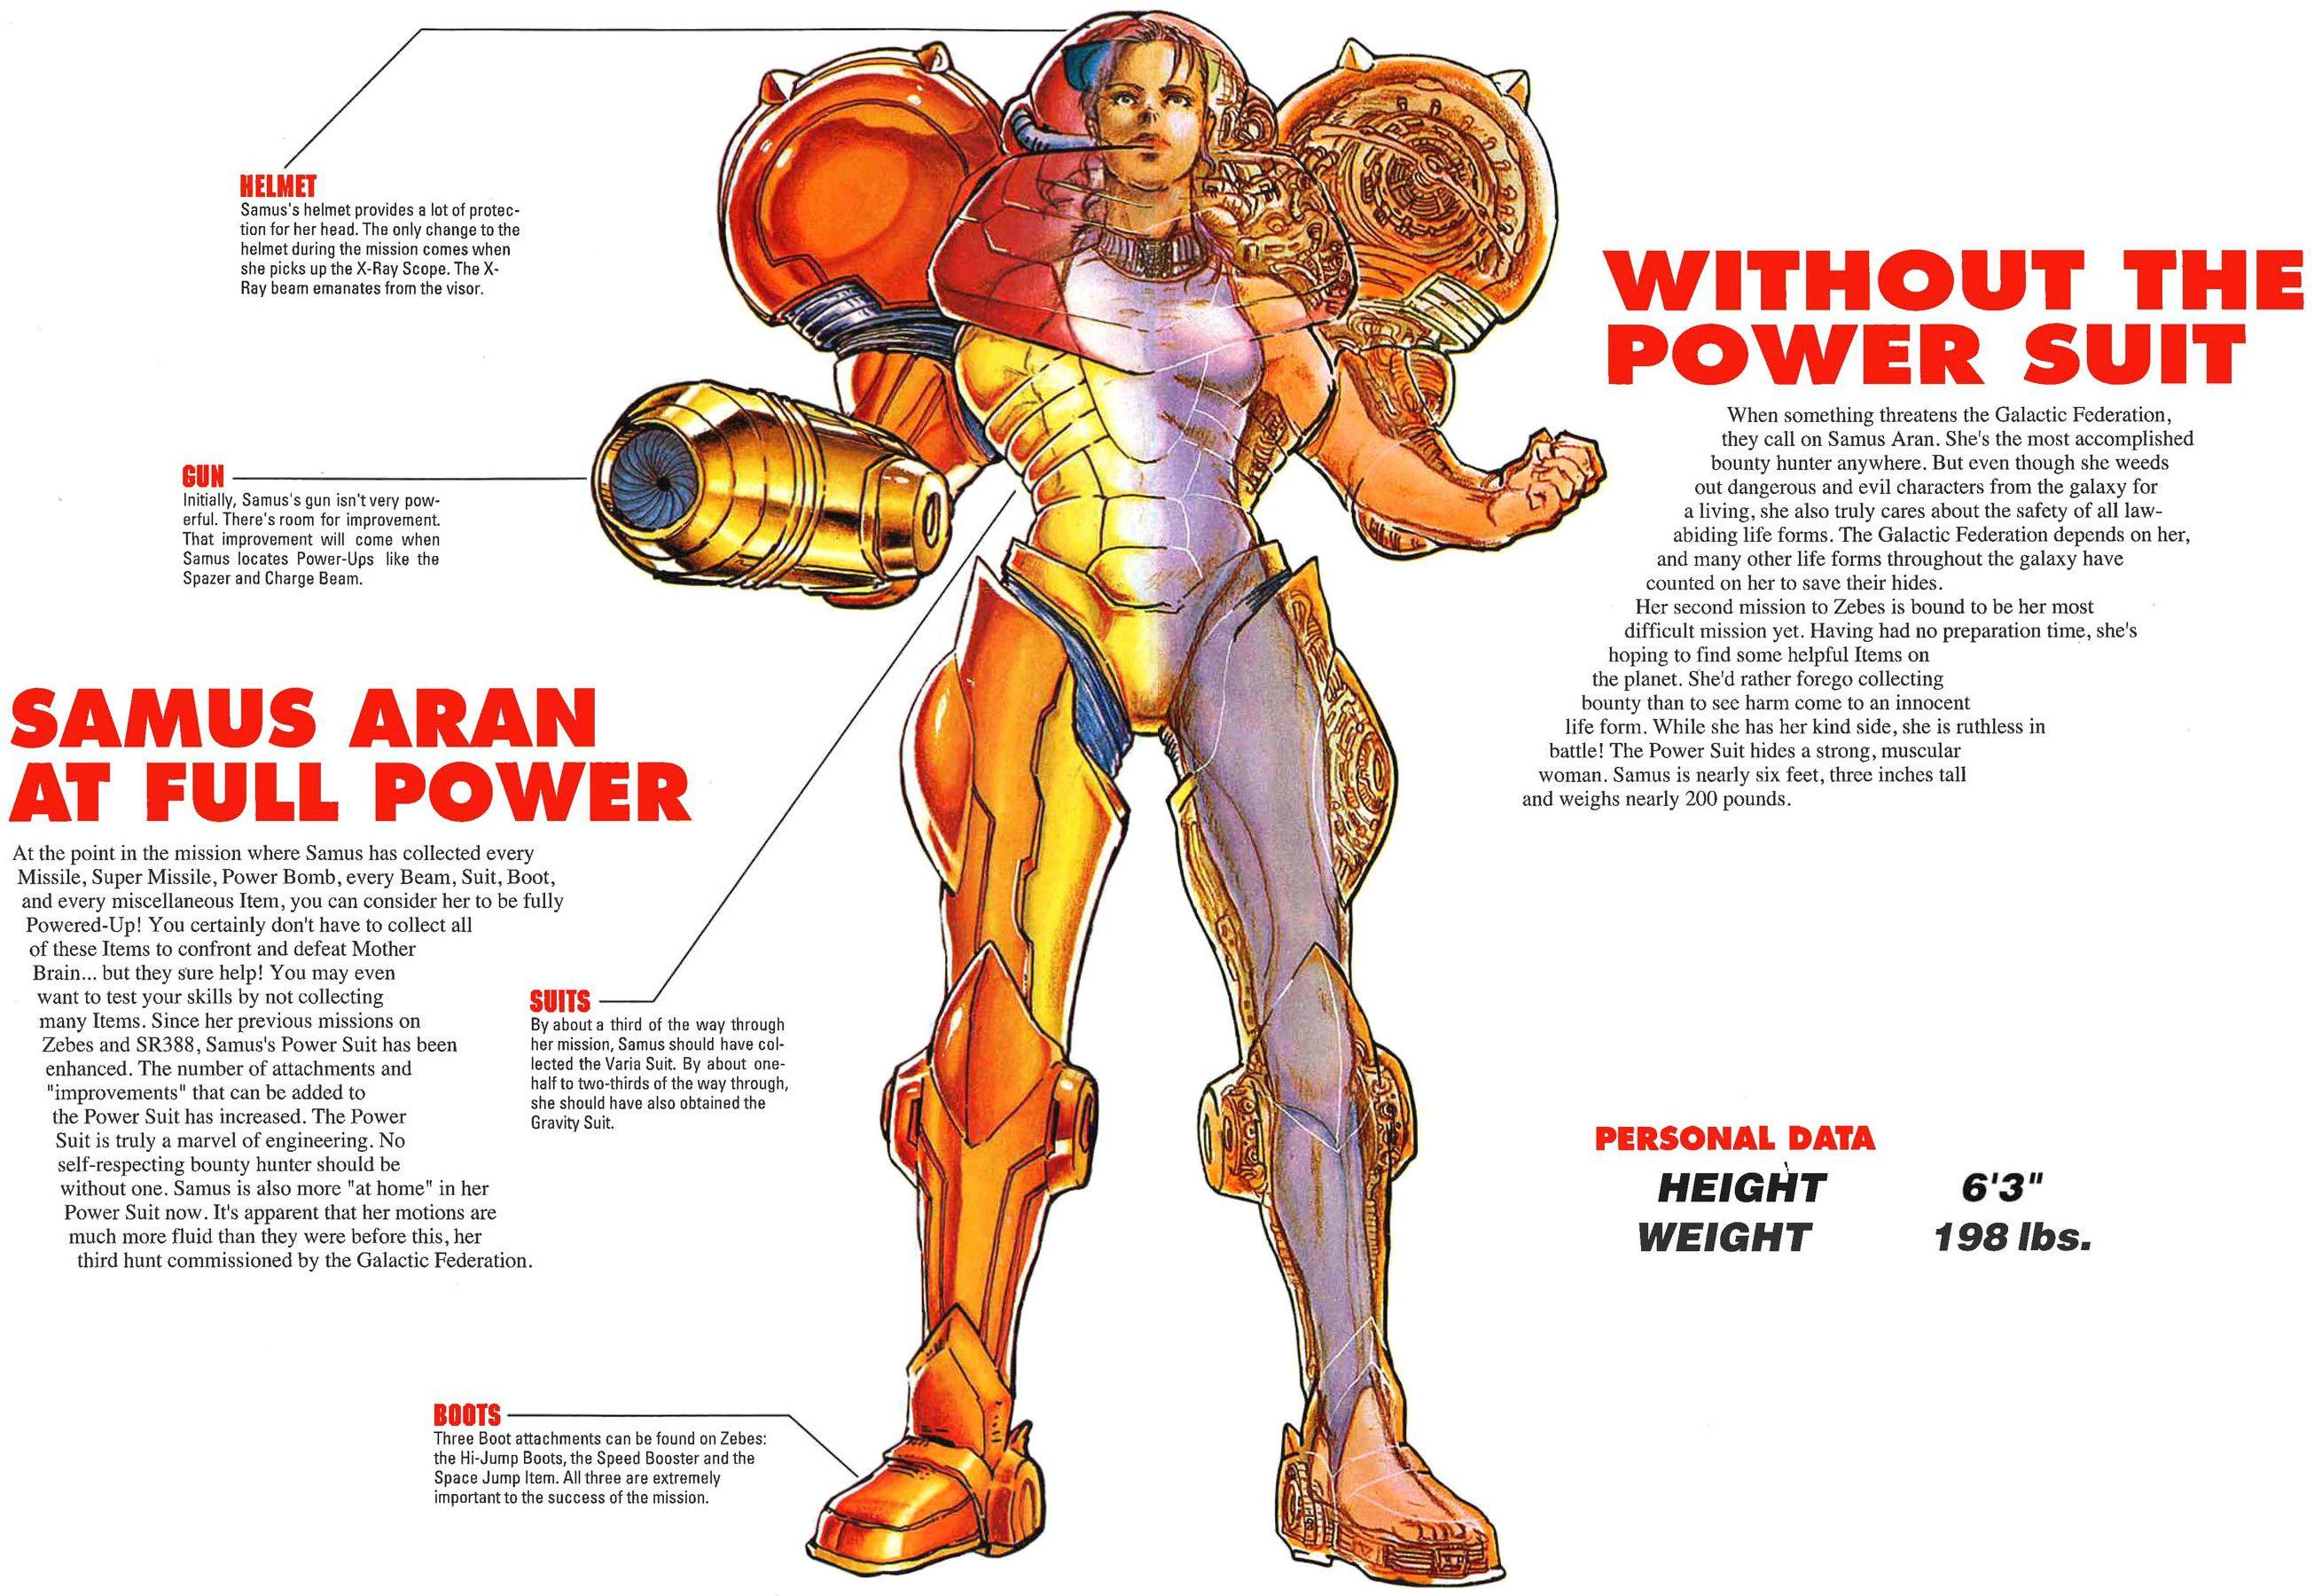 HELMET
Samus's helmet provides a lot of protec-
tion for her head. The only change to the
helmet during the mission comes when
she picks up the X-Ray Scope. The X-
Ray beam emanates from the visor.
GUN
Initially, Samus's gun isn't very pow-
erful. There's room for improvement.
That improvement will come when
Samus locates Power-Ups like the
Spazer and Charge Beam.
SAMUS ARAN
AT FULL POWER
At the point in the mission where Samus has collected every
Missile, Super Missile, Power Bomb, every Beam, Suit, Boot,
and every miscellaneous Item, you can consider her to be fully
Powered-Up! You certainly don't have to collect all
of these Items to confront and defeat Mother
Brain... but they sure help! You may even
want to test your skills by not collecting
many Items. Since her previous missions on
Zebes and SR388, Samus's Power Suit has been
enhanced. The number of attachments and
"improvements" that can be added to
the Power Suit has increased. The Power
Suit is truly a marvel of engineering. No
self-respecting bounty hunter should be
without one. Samus is also more "at home" in her
Power Suit now. It's apparent that her motions are
much more fluid than they were before this, her
third hunt commissioned by the Galactic Federation.
SUITS
By about a third of the way through
her mission, Samus should have col-
lected the Varia Suit. By about one-
half to two-thirds of the way through,
she should have also obtained the
Gravity Suit.
BOOTS
Three Boot attachments can be found on Zebes:
the Hi-Jump Boots, the Speed Booster and the
Space Jump Item. All three are extremely
important to the success of the mission.
WITHOUT THE
POWER SUIT
When something threatens the Galactic Federation,
they call on Samus Aran. She's the most accomplished
bounty hunter anywhere. But even though she weeds
out dangerous and evil characters from the galaxy for
a living, she also truly cares about the safety of all law-
abiding life forms. The Galactic Federation depends on her,
and many other life forms throughout the galaxy have
counted on her to save their hides.
Her second mission to Zebes is bound to be her most
difficult mission yet. Having had no preparation time, she's
hoping to find some helpful Items on
the planet. She'd rather forego collecting
bounty than to see harm come to an innocent
life form. While she has her kind side, she is ruthless in
battle! The Power Suit hides a strong, muscular
woman. Samus is nearly six feet, three inches tall
and weighs nearly 200 pounds.
PERSONAL DATA
HEIGHT 6'3"
WEIGHT 198 lbs.